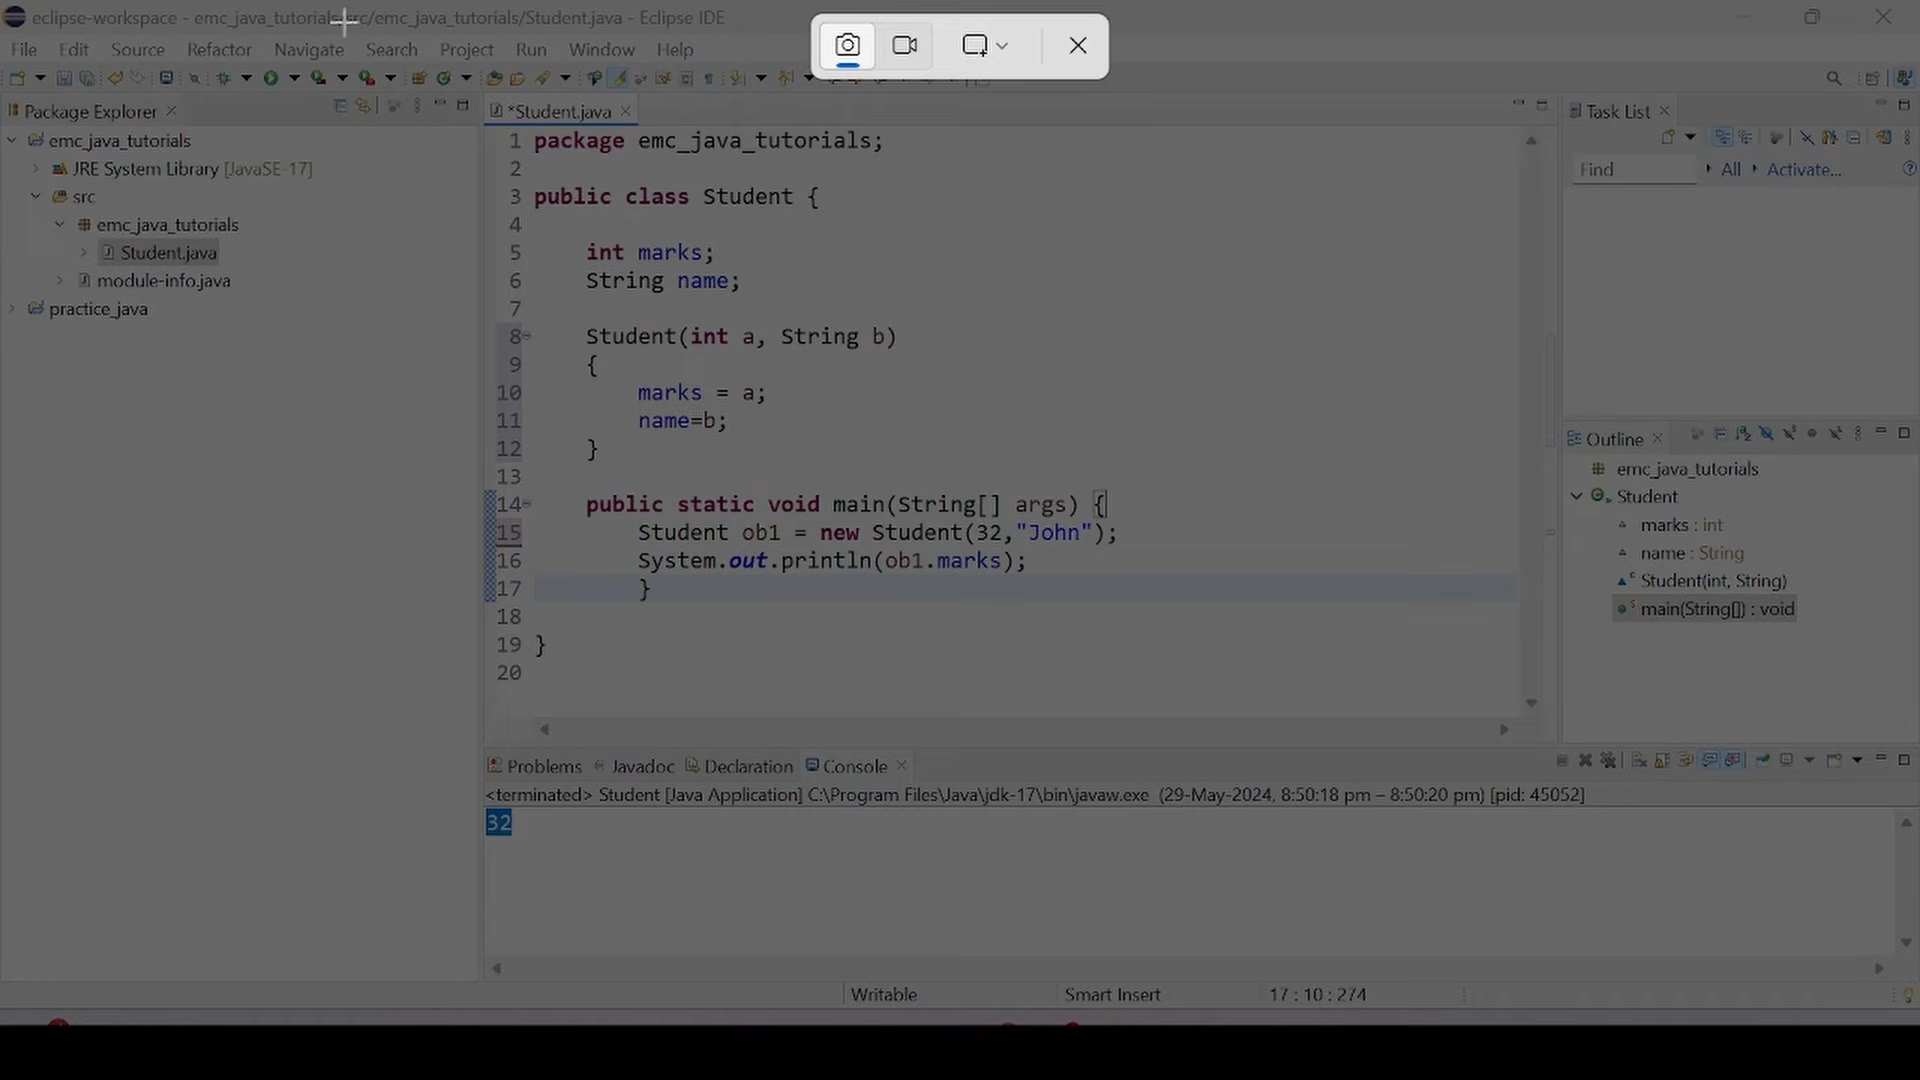 eclipse-workspace - emc_java_tutorials/src/emc_java_tutorials/Student.java - Eclipse IDE
File Edit Source Refactor Navigate Search Project Run Window Help
Package Explorer
emc_java_tutorials
JRE System Library [JavaSE-17]
src
emc_java_tutorials
Student.java
module-info.java
practice_java
*Student.java
1 package emc_java_tutorials;
2
3 public class Student {
4
5 int marks;
6 String name;
7
8 Student(int a, String b)
9 {
10 marks = a;
11 name=b;
12 }
13
14 public static void main(String[] args) {
15 Student ob1 = new Student(32,"John");
16 System.out.println(ob1.marks);
17 }
18
19 }
20
Task List
Find All Activate...
Outline
emc_java_tutorials
Student
marks : int
name : String
Student(int, String)
main(String[]) : void
Problems Javadoc Declaration Console
<terminated> Student [Java Application] C:\Program Files\Java\jdk-17\bin\javaw.exe (29-May-2024, 8:50:18 pm – 8:50:20 pm) [pid: 45052]
32
Writable Smart Insert 17 : 10 : 274